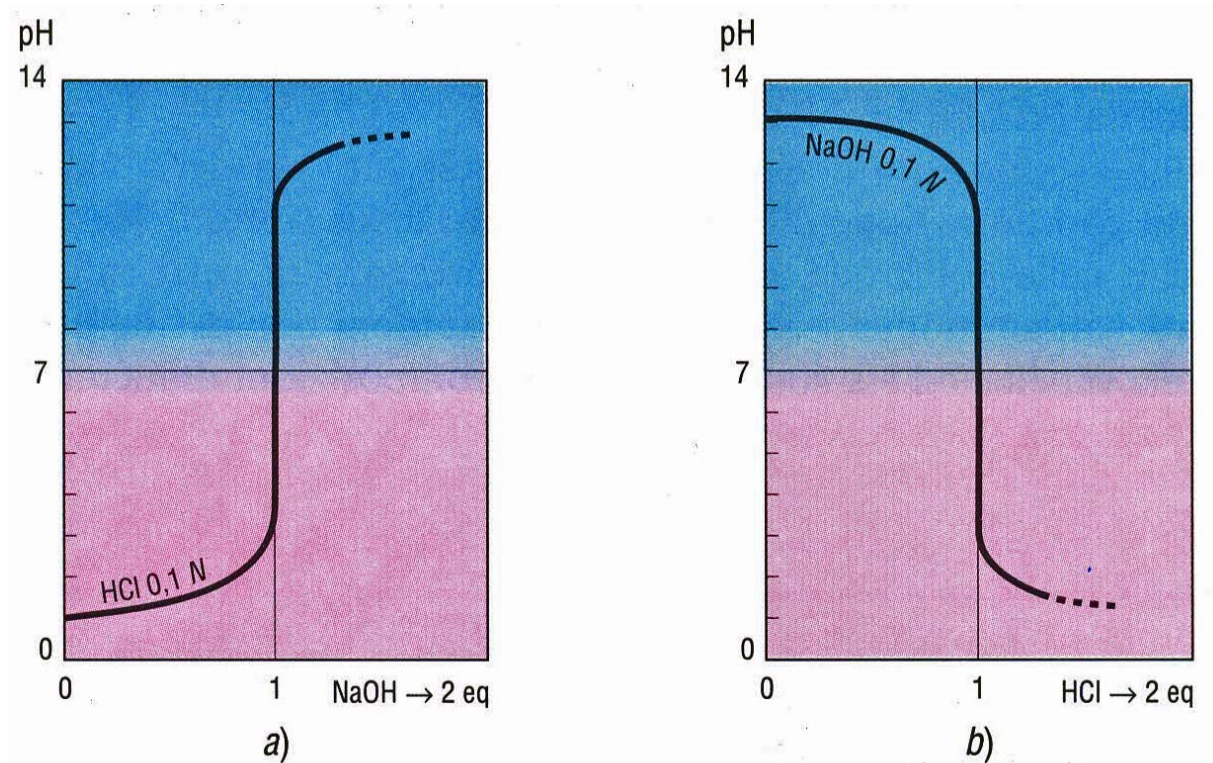 pH
14
7
0
HCl 0,1 N
0
1
NaOH → 2 eq
a)
pH
14
7
0
NaOH 0,1 N
0
1
HCl → 2 eq
b)